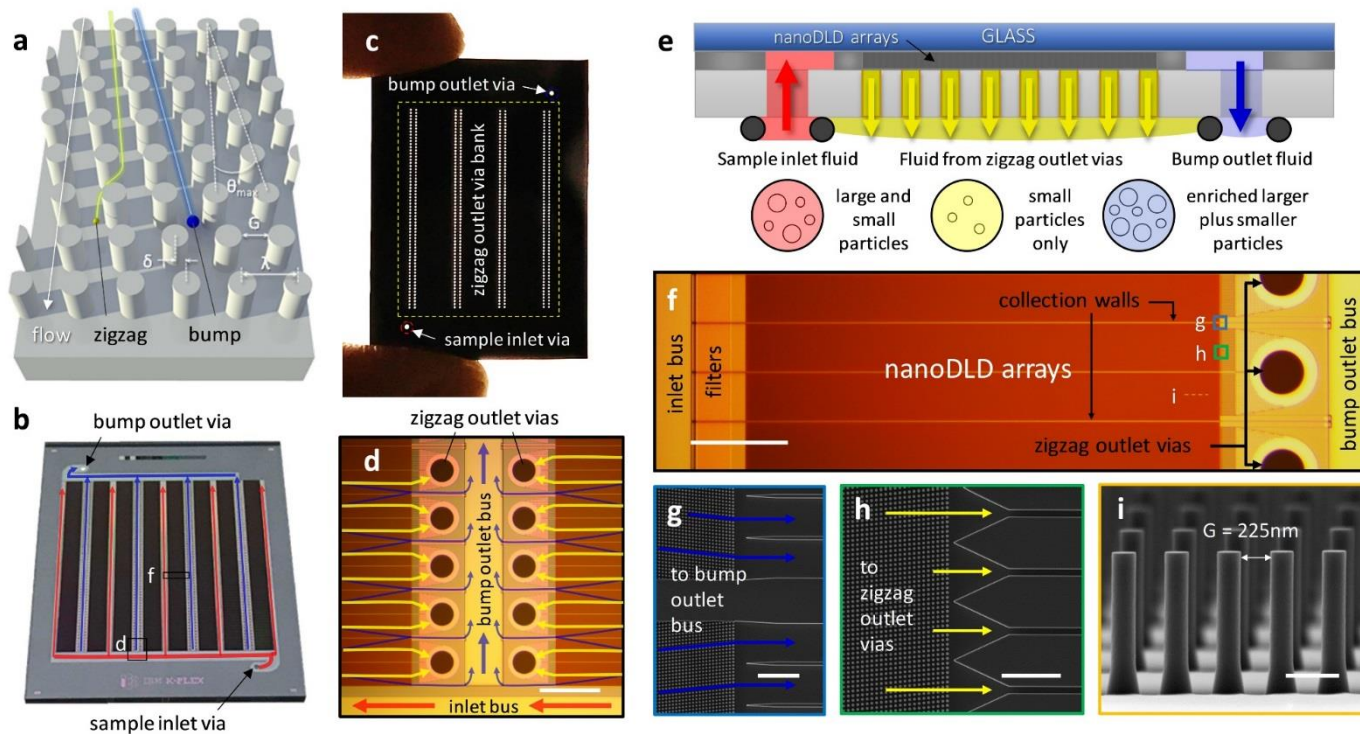 a
θmax
G
δ
λ
flow
zigzag
bump
b
bump outlet via
f
d
IBM K-FLEX
sample inlet via
c
bump outlet via
zigzag outlet via bank
sample inlet via
zigzag outlet vias
d
bump outlet bus
inlet bus
e
nanoDLD arrays
GLASS
Sample inlet fluid
Fluid from zigzag outlet vias
Bump outlet fluid
large and
small
particles
small
particles
only
enriched larger
plus smaller
particles
f
inlet bus
filters
collection walls
nanoDLD arrays
g
h
i
zigzag outlet vias
bump outlet bus
g
to bump
outlet
bus
h
to
zigzag
outlet
vias
i
G = 225nm